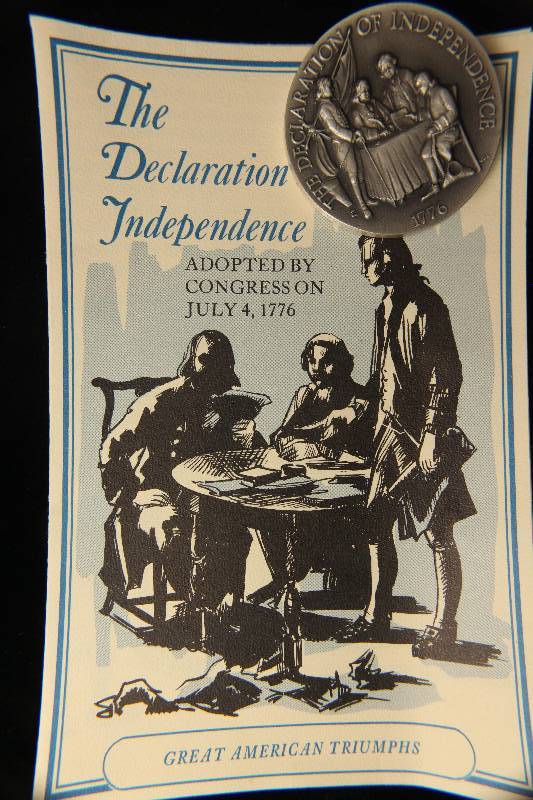 The
Declaration
Independence
ADOPTED BY
CONGRESS ON
JULY 4, 1776
THE DECLARATION OF INDEPENDENCE
1776
GREAT AMERICAN TRIUMPHS